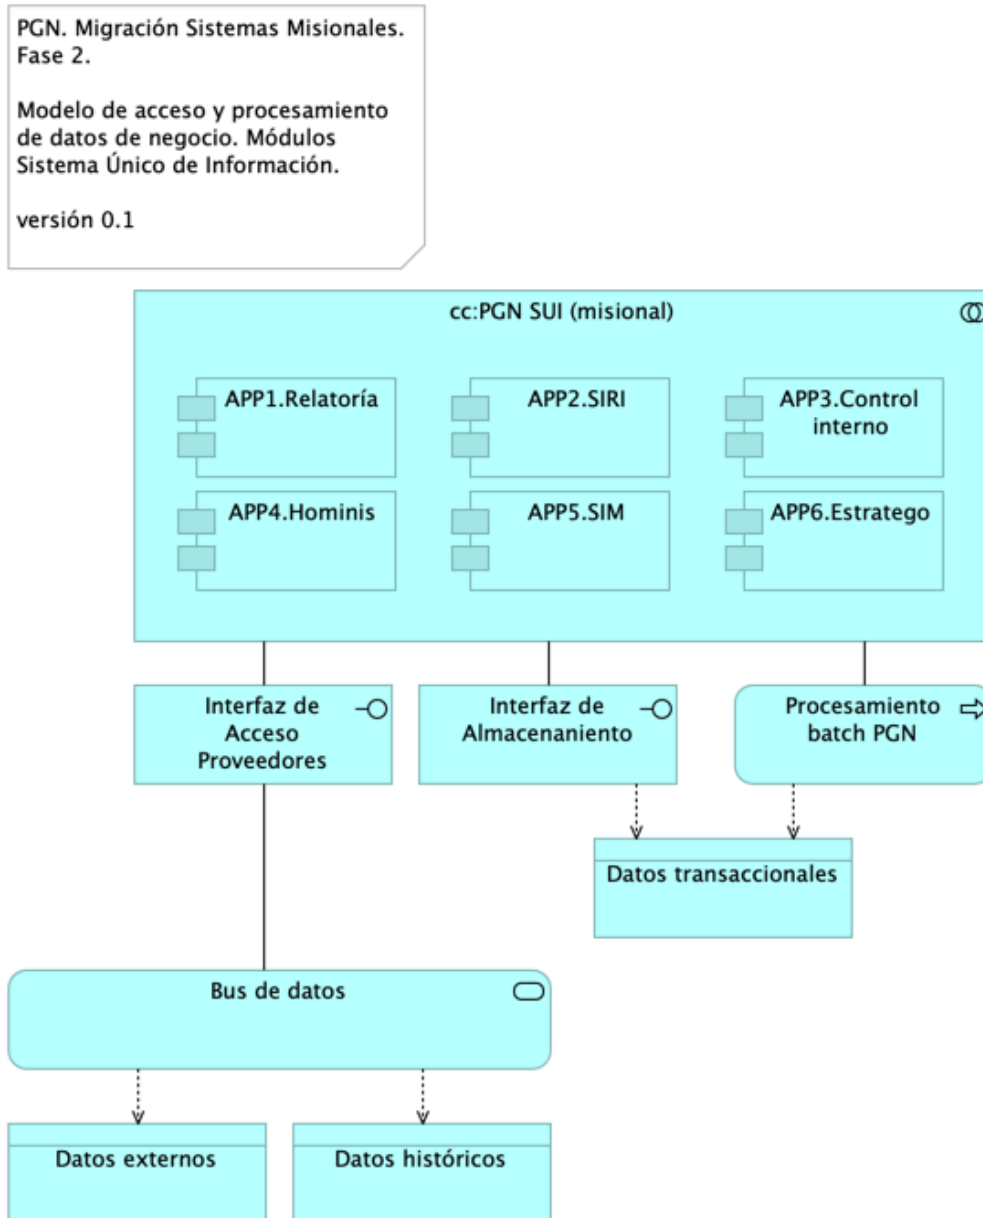 PGN. Migración Sistemas Misionales.
Fase 2.
Modelo de acceso y procesamiento
de datos de negocio. Módulos
Sistema Único de Información.
versión 0.1
cc:PGN SUI (misional)
APP1.Relatoría
APP2.SIRI
APP3.Control
interno
APP4.Hominis
APP5.SIM
APP6.Estratego
Interfaz de
Acceso
Proveedores
Interfaz de
Almacenaniento
Procesamiento
batch PGN
Datos transaccionales
Bus de datos
Datos externos
Datos históricos